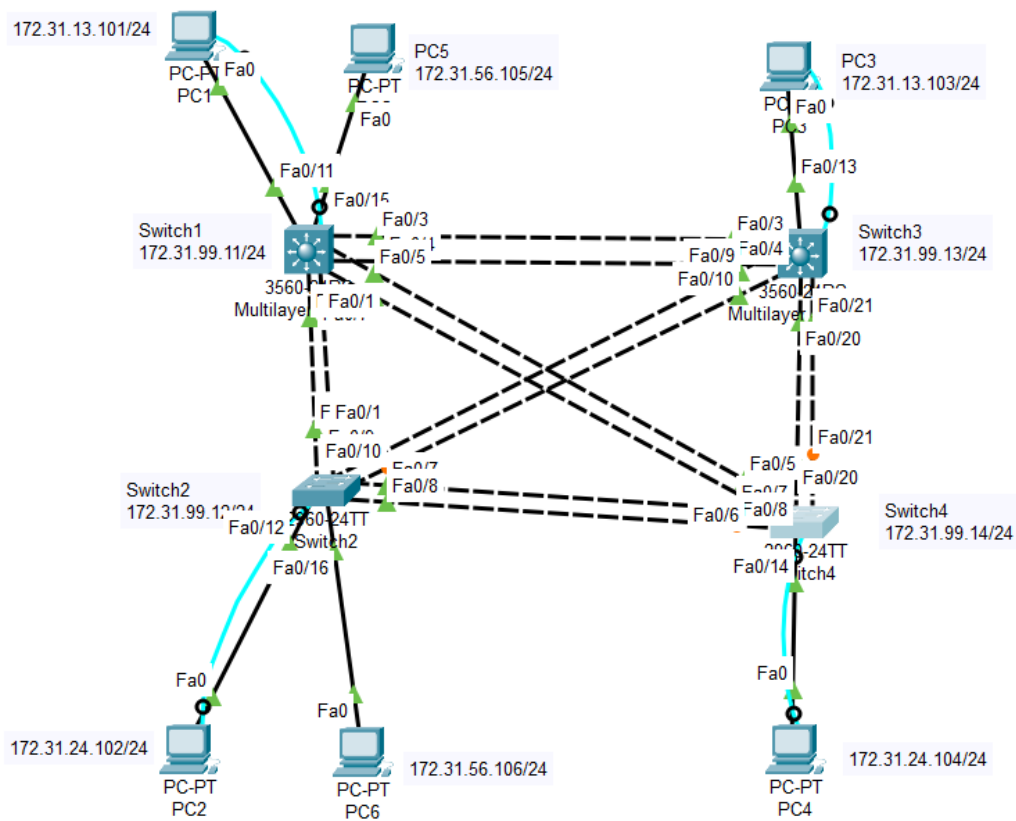 172.31.13.101/24
Fa0
PC-PT
PC1
PC5
172.31.56.105/24
PC-PT
Fa0
PC3
172.31.13.103/24
Fa0
Fa0/11
Fa0/15
Fa0/13
Switch1
172.31.99.11/24
Fa0/3
Fa0/5
Fa0/3
Fa0/9
Fa0/4
Fa0/10
Switch3
172.31.99.13/24
Multilayer
Fa0/1
Multilayer
Fa0/21
Fa0/20
Fa0/1
Fa0/10
Fa0/21
Fa0/8
Fa0/5
Fa0/20
Switch2
Fa0/12
Switch2
Fa0/16
Fa0/6
Fa0/8
Fa0/14
Switch4
172.31.99.14/24
Fa0
172.31.24.102/24
PC-PT
PC2
Fa0
172.31.56.106/24
PC-PT
PC6
Fa0
172.31.24.104/24
PC-PT
PC4